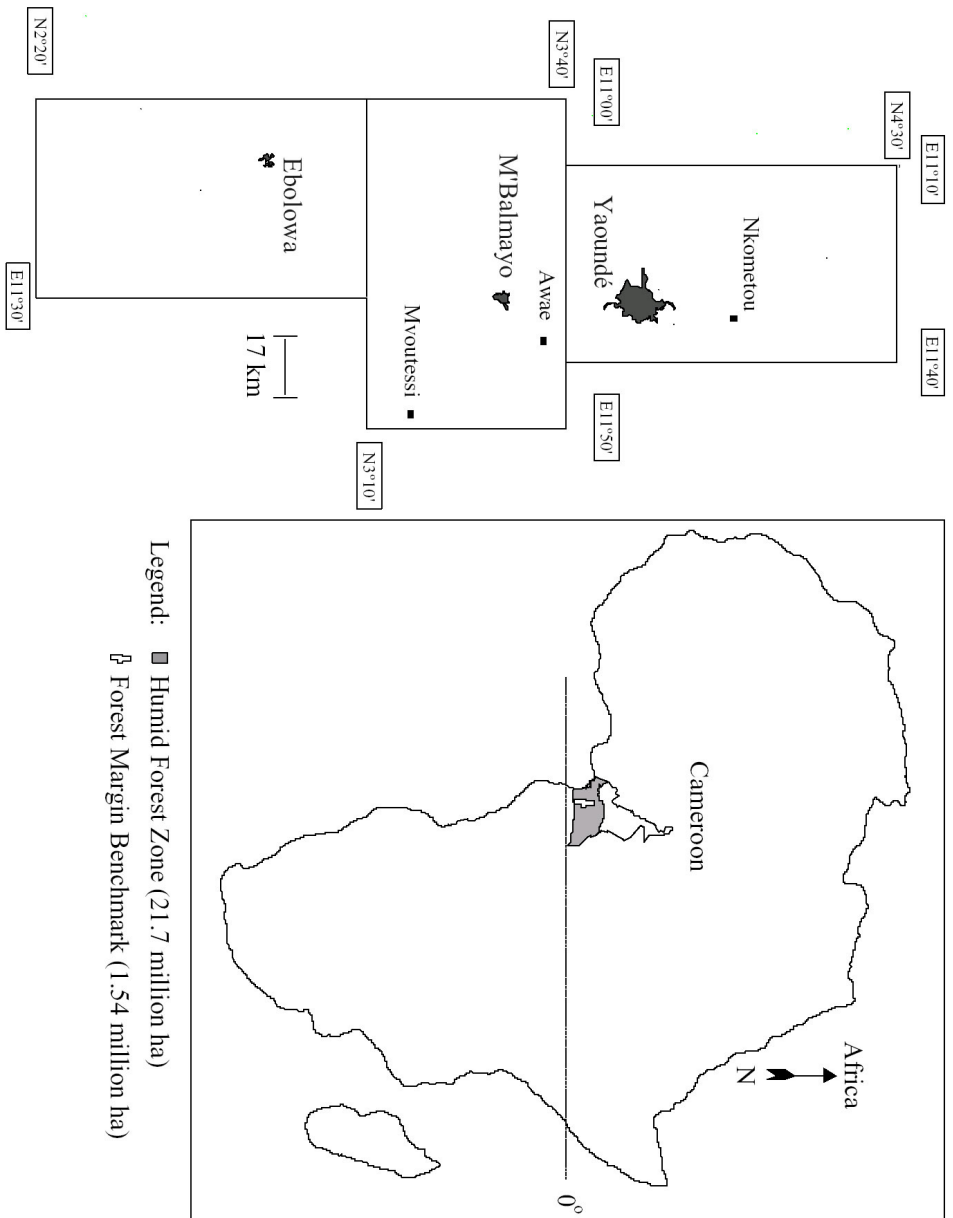 N4°30'
E11°10'
E11°40'
Nkometou
Yaoundé
E11°00'
E11°50'
N3°40'
Awae
M'Balmayo
Mvoutessi
N3°10'
Ebolowa
17 km
N2°20'
E11°30'
Africa
N
Cameroon
0°
Legend:
Humid Forest Zone (21.7 million ha)
Forest Margin Benchmark (1.54 million ha)